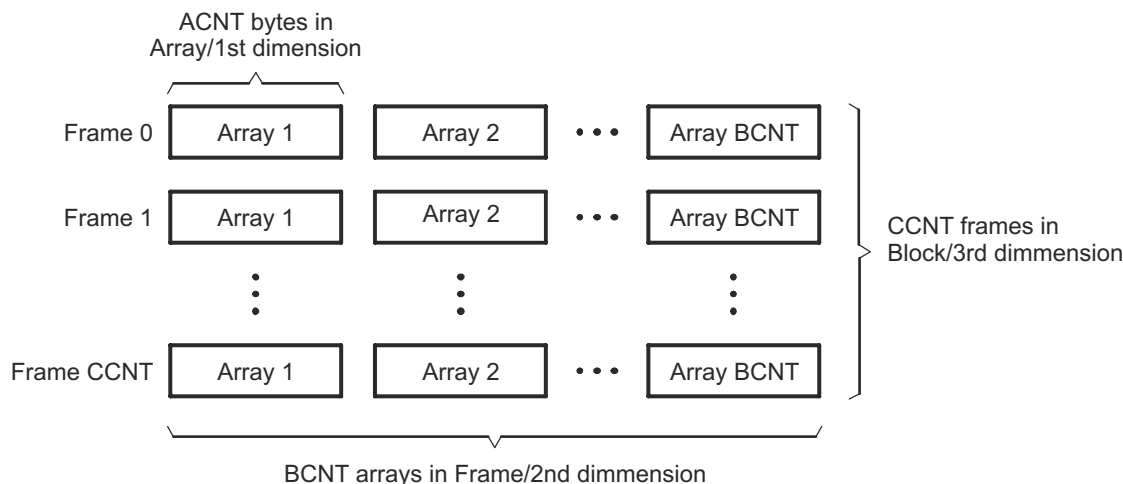 ACNT bytes in
Array/1st dimension
Frame 0 Array 1 Array 2 Array BCNT
Frame 1 Array 1 Array 2 Array BCNT
CCNT frames in
Block/3rd dimmension
Frame CCNT Array 1 Array 2 Array BCNT
BCNT arrays in Frame/2nd dimmension